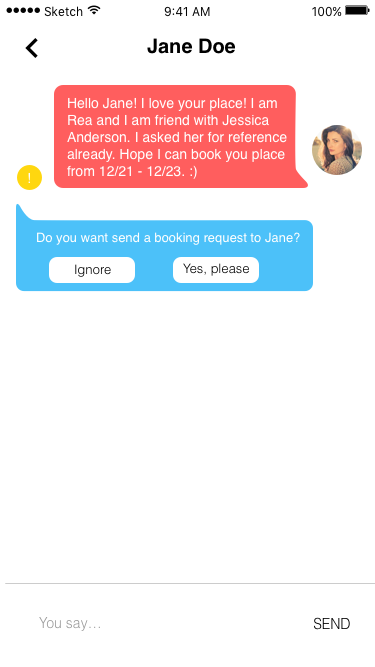 ●●●●● Sketch 9:41 AM 100%
Jane Doe
Hello Jane! I love your place! I am
Rea and I am friend with Jessica
Anderson. I asked her for reference
already. Hope I can book you place
from 12/21 - 12/23. :)
!
Do you want send a booking request to Jane?
Ignore Yes, please
You say... SEND